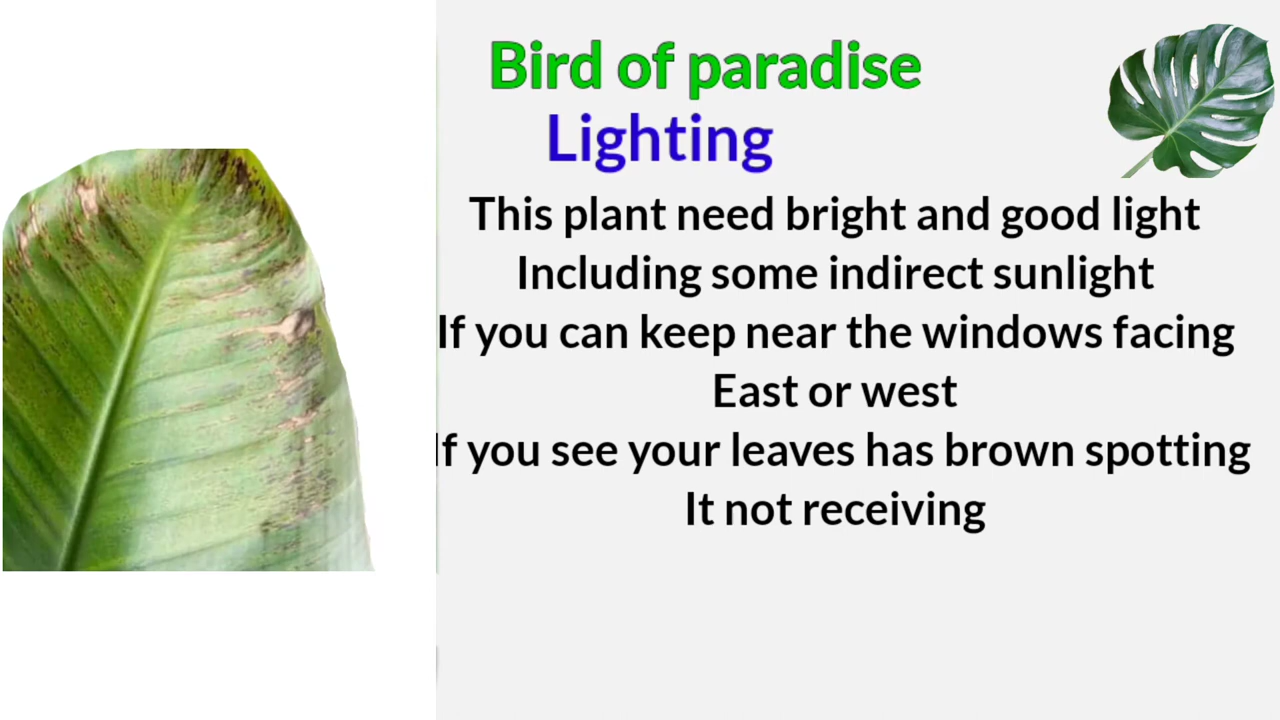 Bird of paradise
Lighting
This plant need bright and good light
Including some indirect sunlight
If you can keep near the windows facing
East or west
If you see your leaves has brown spotting
It not receiving